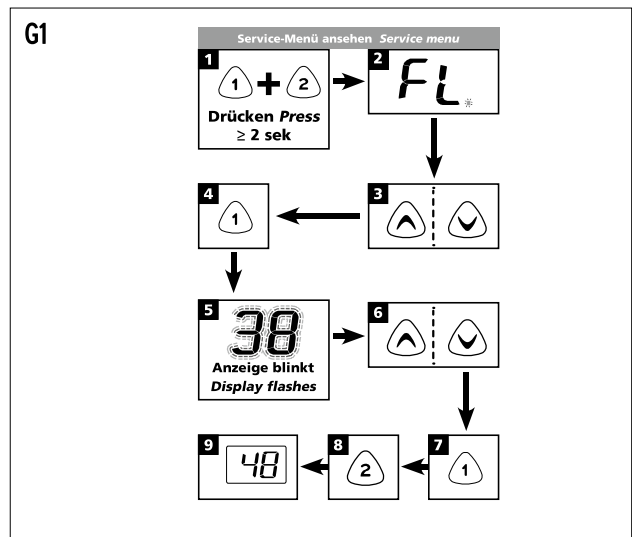 G1
Service-Menü ansehen Service menu
1
1 + 2
Drücken Press
≥ 2 sek
2
FL
3
4
1
5
38
Anzeige blinkt
Display flashes
6
7
1
8
2
9
48